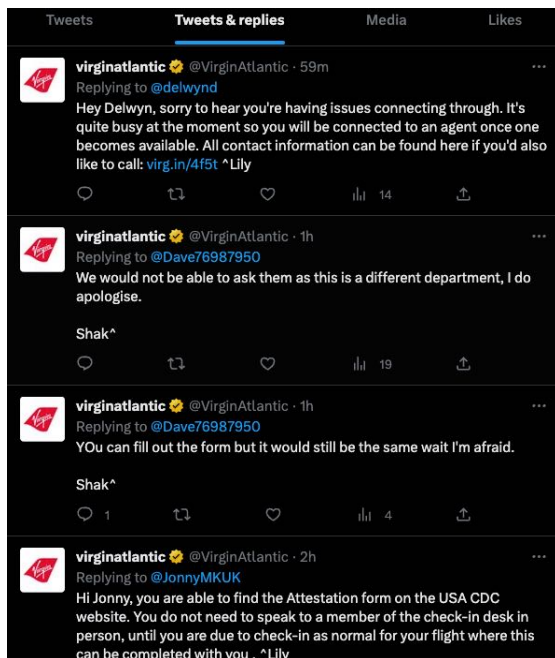 Tweets Tweets & replies Media Likes
virginatlantic @VirginAtlantic · 59m
Replying to @delwynd
Hey Delwyn, sorry to hear you're having issues connecting through. It's
quite busy at the moment so you will be connected to an agent once one
becomes available. All contact information can be found here if you'd also
like to call: virg.in/4f5t ^Lily
14
virginatlantic @VirginAtlantic · 1h
Replying to @Dave76987950
We would not be able to ask them as this is a different department, I do
apologise.
Shak^
19
virginatlantic @VirginAtlantic · 1h
Replying to @Dave76987950
YOu can fill out the form but it would still be the same wait I'm afraid.
Shak^
1 4
virginatlantic @VirginAtlantic · 2h
Replying to @JonnyMKUK
Hi Jonny, you are able to find the Attestation form on the USA CDC
website. You do not need to speak to a member of the check-in desk in
person, until you are due to check-in as normal for your flight where this
can be completed with you . ^Lily